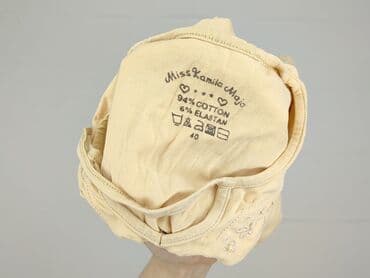 Miss Kamila Maja
94% COTTON
6% ELASTAN
40